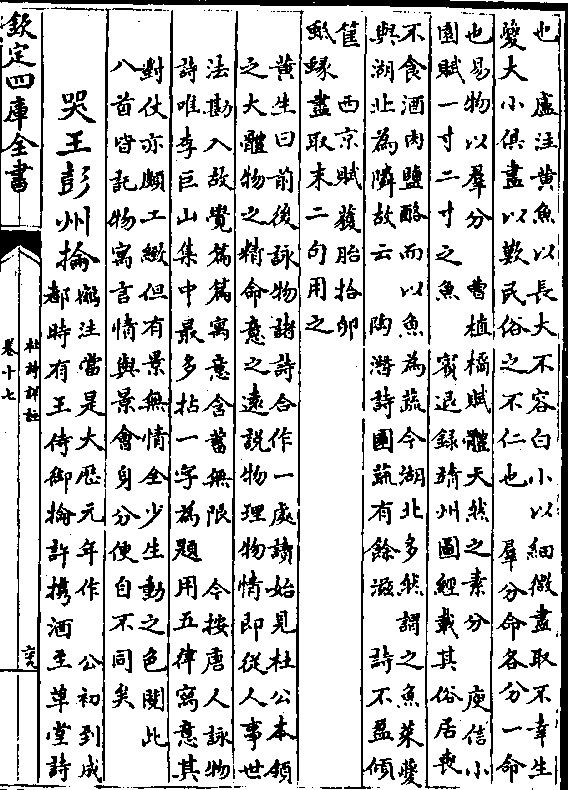 也　盧注黃魚以長大不容白小以細微盡取不幸生
變大小俱盡以歎民俗之不仁也　羣分命各分一命
也易物以羣分　曹植橘賦體天然之素分　庾信小
園賦一寸二寸之魚　賓退録靖州圖經載其俗居喪
不食酒肉鹽酪而以魚為蔬今湖北多然謂之魚菜夔
與湖北為隣故云　陶潛詩園蔬有餘滋　詩不盈傾
筐　西京賦擭胎拾卵
蚳蝝盡取末二句用之
黃生曰前後詠物諸詩合作一處讀始見杜公本領
之大體物之精命意之遠說物理物情即從人事世
法勘入故覺篇篇寓意含蓄無限　今按唐人詠物
詩唯李巨山集中最多拈一字為題用五律寫意其
對仗亦頗工緻但有景無情全少生動之色閱此
八首皆託物寓言情與景會身分便自不同矣
哭王彭州掄
鶴注當是大厯元年作　公初到成
都時有王侍御掄許携酒至草堂詩
欽定四庫全書
杜詩詳註
卷十七